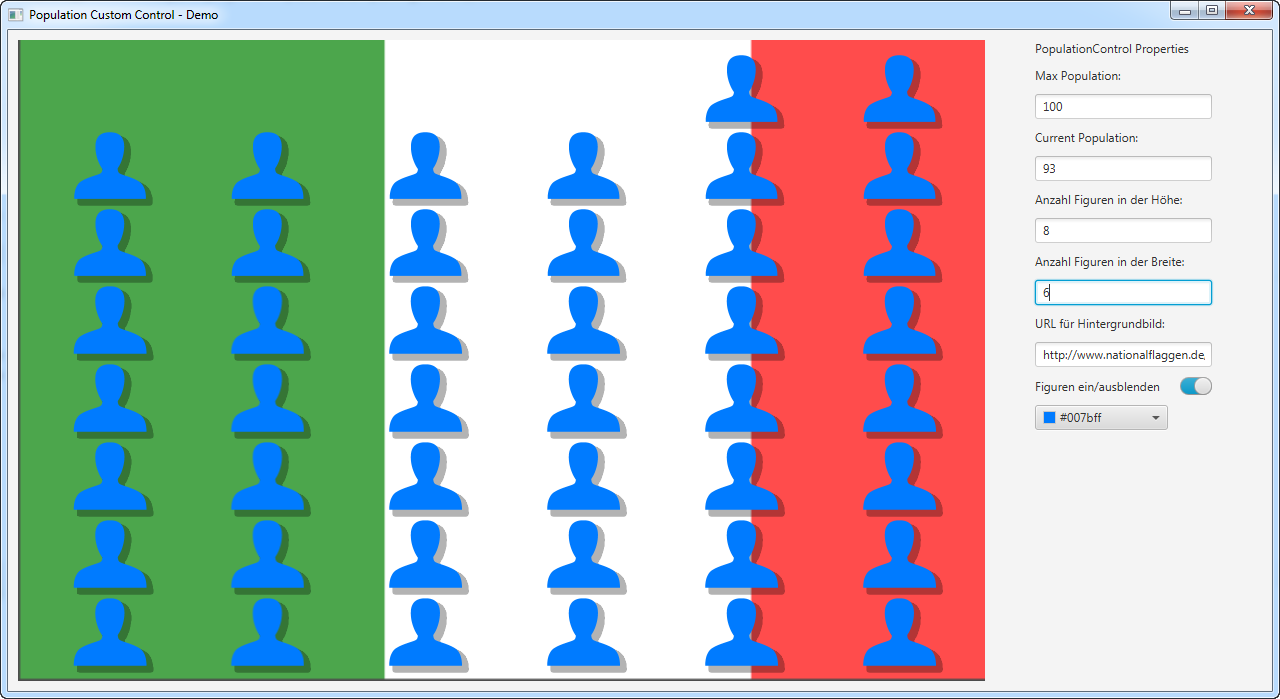 Population Custom Control - Demo
PopulationControl Properties
Max Population:
100
Current Population:
93
Anzahl Figuren in der Höhe:
8
Anzahl Figuren in der Breite:
6
URL für Hintergrundbild:
http://www.nationalflaggen.de,
Figuren ein/ausblenden
#007bff